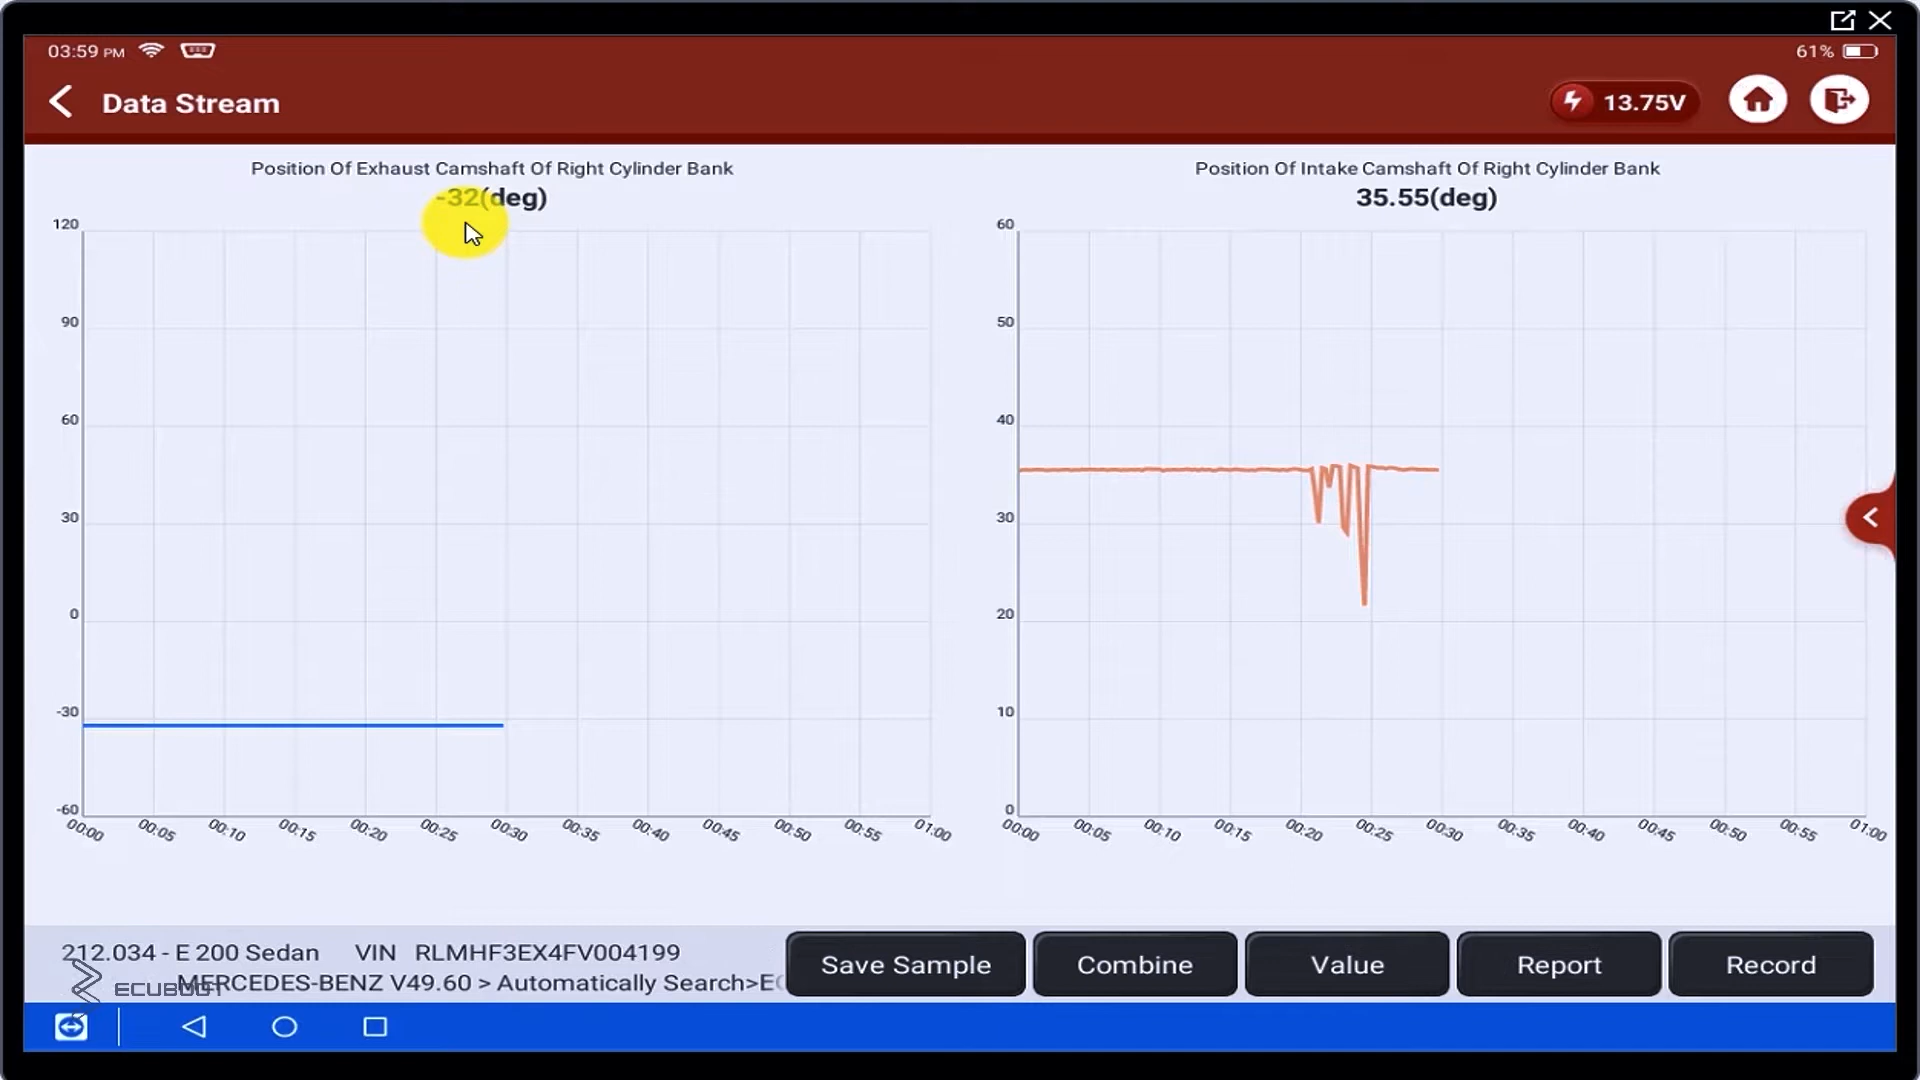 03:59 PM
61%
Data Stream
13.75V
Position Of Exhaust Camshaft Of Right Cylinder Bank
-32(deg)
120
90
60
30
0
-30
-60
00:00 00:05 00:10 00:15 00:20 00:25 00:30 00:35 00:40 00:45 00:50 00:55 01:00
Position Of Intake Camshaft Of Right Cylinder Bank
35.55(deg)
60
50
40
30
20
10
0
00:00 00:05 00:10 00:15 00:20 00:25 00:30 00:35 00:40 00:45 00:50 00:55 01:00
212.034 - E 200 Sedan VIN RLMHF3EX4FV004199
MERCEDES-BENZ V49.60 > Automatically Search>EC
Save Sample
Combine
Value
Report
Record